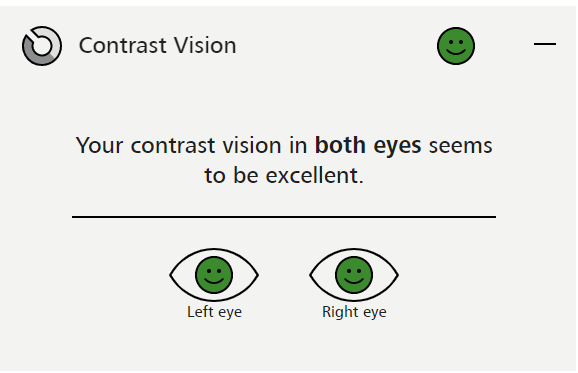 Contrast Vision
Your contrast vision in both eyes seems
to be excellent.
Left eye
Right eye